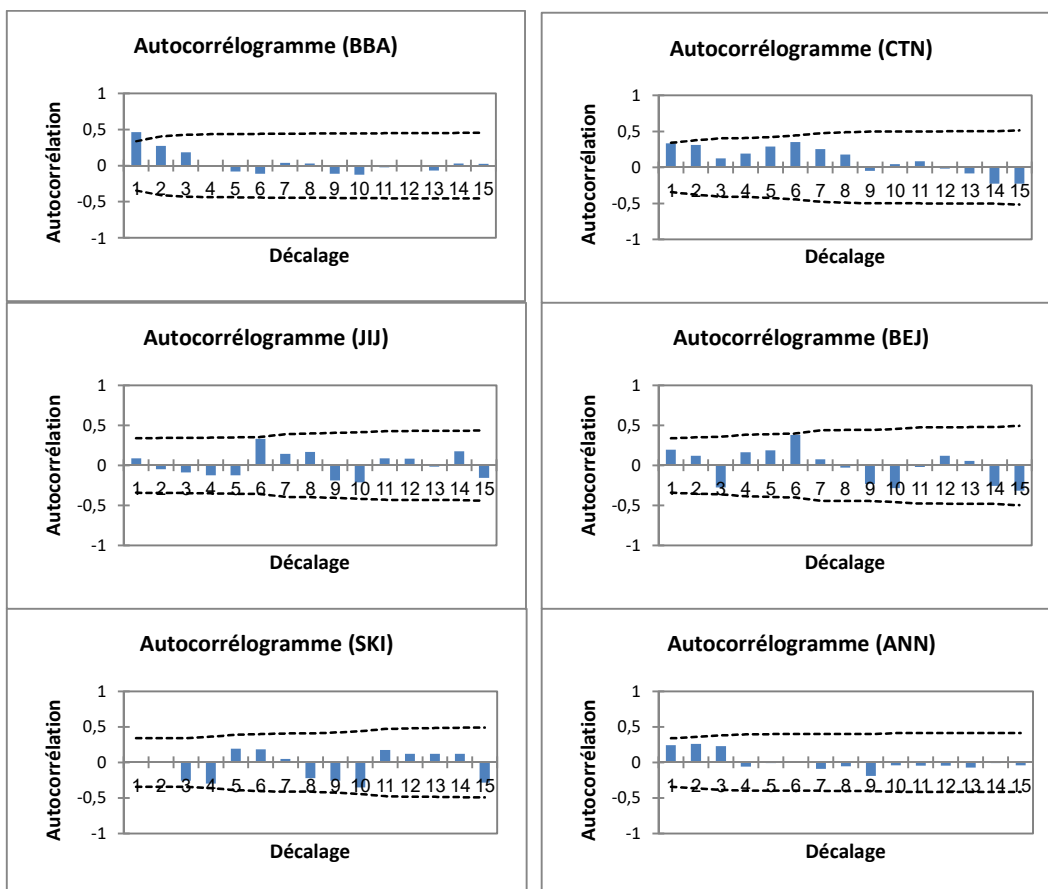 Autocorrélogramme (BBA)
1
0,5
0
-0,5
-1
Autocorrélation
1 2 3 4 5 6 7 8 9 10 11 12 13 14 15
Décalage
Autocorrélogramme (CTN)
1
0,5
0
-0,5
-1
Autocorrélation
1 2 3 4 5 6 7 8 9 10 11 12 13 14 15
Décalage
Autocorrélogramme (JIJ)
1
0,5
0
-0,5
-1
Autocorrélation
1 2 3 4 5 6 7 8 9 10 11 12 13 14 15
Décalage
Autocorrélogramme (BEJ)
1
0,5
0
-0,5
-1
Autocorrélation
1 2 3 4 5 6 7 8 9 10 11 12 13 14 15
Décalage
Autocorrélogramme (SKI)
1
0,5
0
-0,5
-1
Autocorrélation
1 2 3 4 5 6 7 8 9 10 11 12 13 14 15
Décalage
Autocorrélogramme (ANN)
1
0,5
0
-0,5
-1
Autocorrélation
1 2 3 4 5 6 7 8 9 10 11 12 13 14 15
Décalage